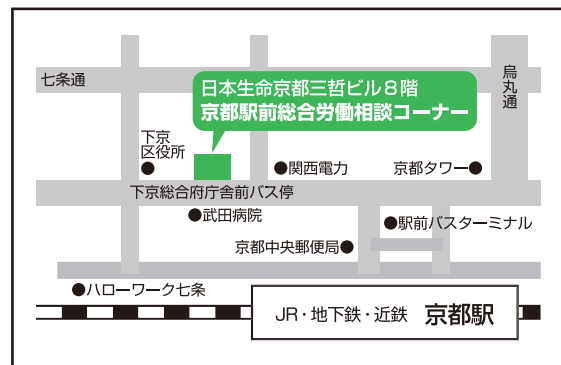 七条通
烏丸通
日本生命京都三哲ビル8階
京都駅前総合労働相談コーナー
下京
区役所
関西電力
京都タワー
下京総合府庁舎前バス停
武田病院
駅前バスターミナル
京都中央郵便局
ハローワーク七条
JR・地下鉄・近鉄 京都駅